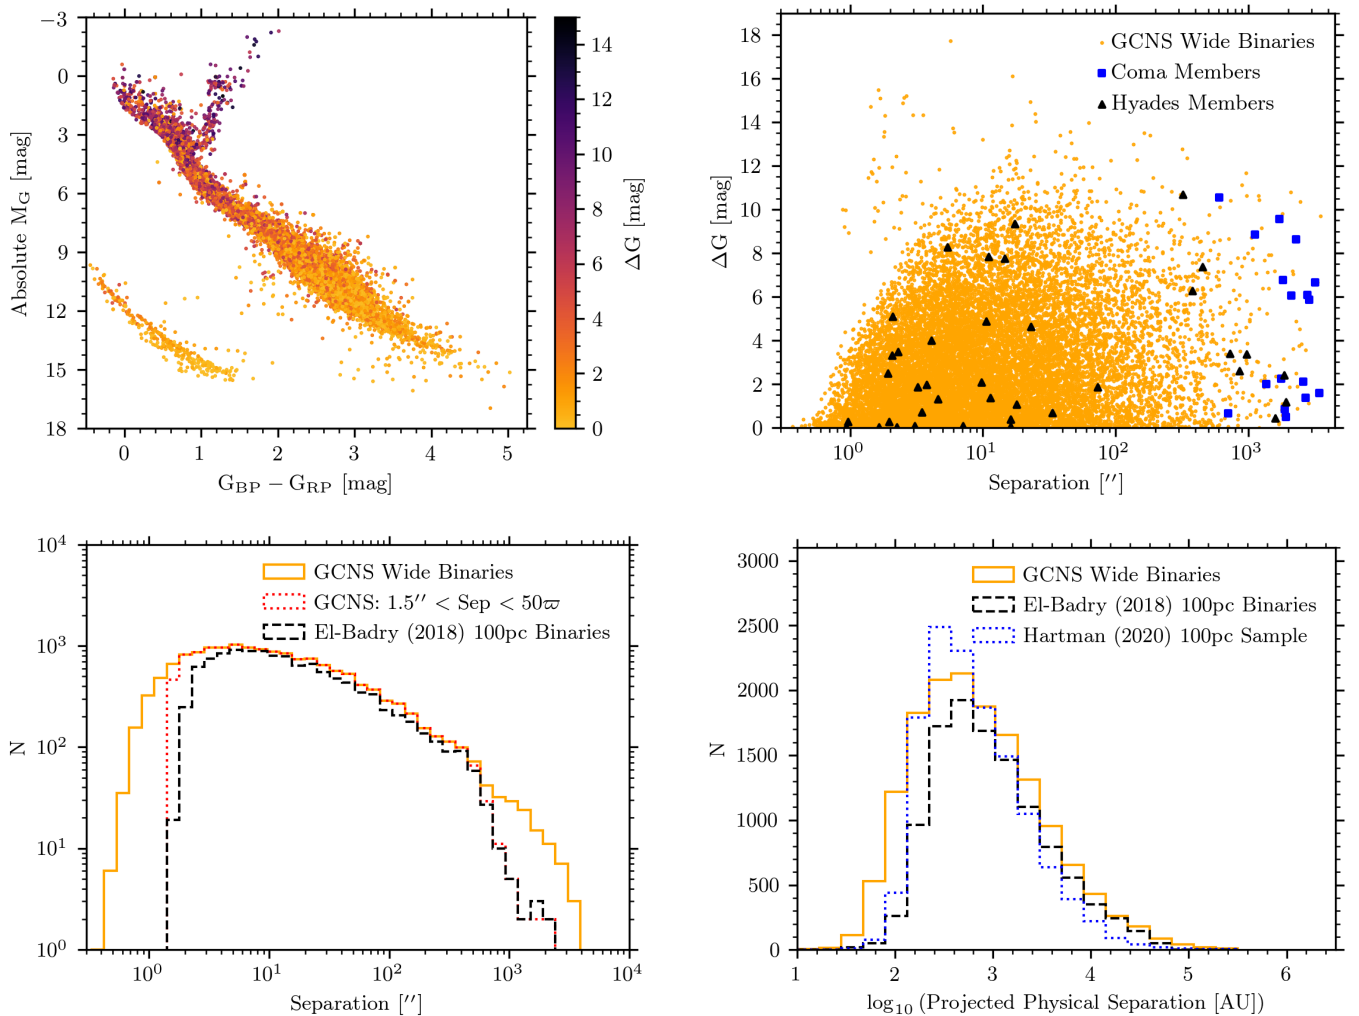 −3
0
3
6
9
12
15
18
Absolute M_G [mag]
0 1 2 3 4 5
G_BP − G_RP [mag]
14
12
10
8
6
4
2
0
ΔG [mag]
18
16
14
12
10
8
6
4
2
0
ΔG [mag]
GCNS Wide Binaries
Coma Members
Hyades Members
10^0 10^1 10^2 10^3
Separation [′′]
10^4
10^3
10^2
10^1
10^0
N
GCNS Wide Binaries
GCNS: 1.5′′ < Sep < 50ϖ
El-Badry (2018) 100pc Binaries
10^0 10^1 10^2 10^3 10^4
Separation [′′]
3000
2500
2000
1500
1000
500
0
N
GCNS Wide Binaries
El-Badry (2018) 100pc Binaries
Hartman (2020) 100pc Sample
1 2 3 4 5 6
log_10 (Projected Physical Separation [AU])